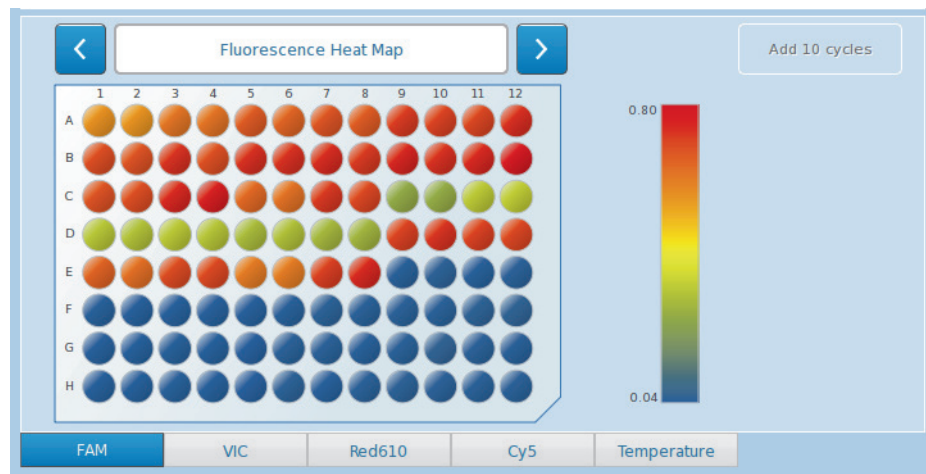 Fluorescence Heat Map
Add 10 cycles
1 2 3 4 5 6 7 8 9 10 11 12
A
B
C
D
E
F
G
H
0.80
0.04
FAM VIC Red610 Cy5 Temperature